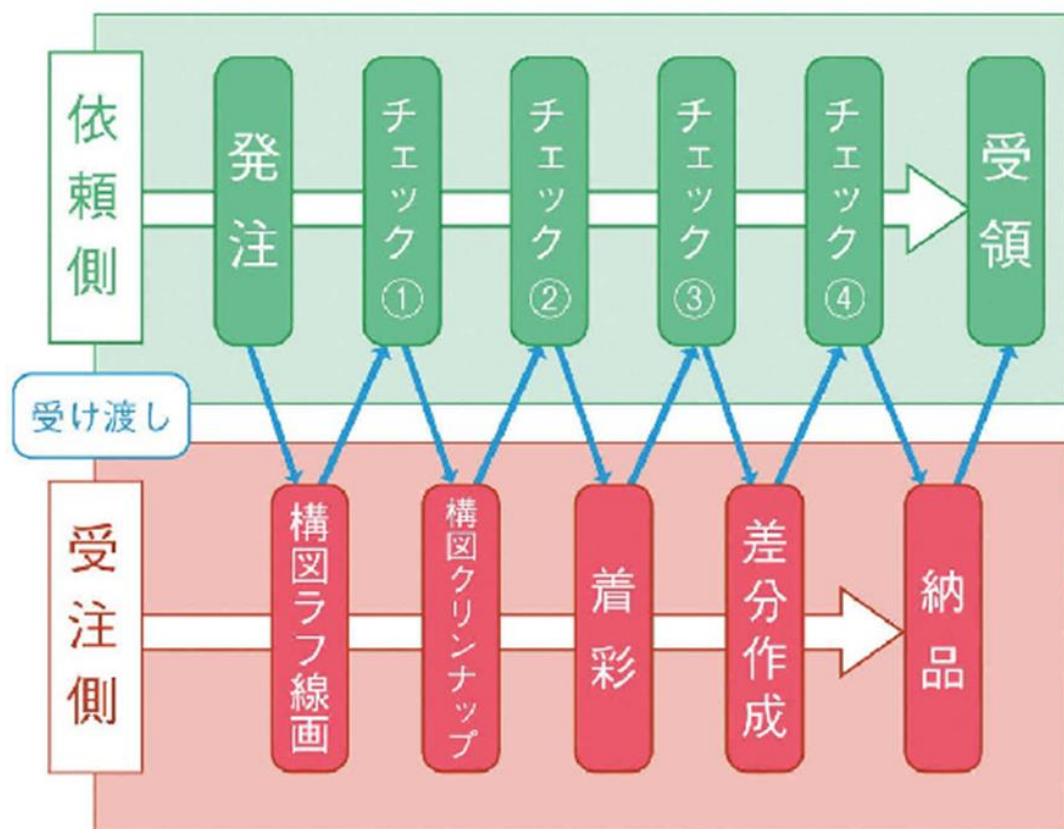 依頼側
発注
チェック①
チェック②
チェック③
チェック④
受領
受け渡し
受注側
構図ラフ線画
構図クリンナップ
着彩
差分作成
納品